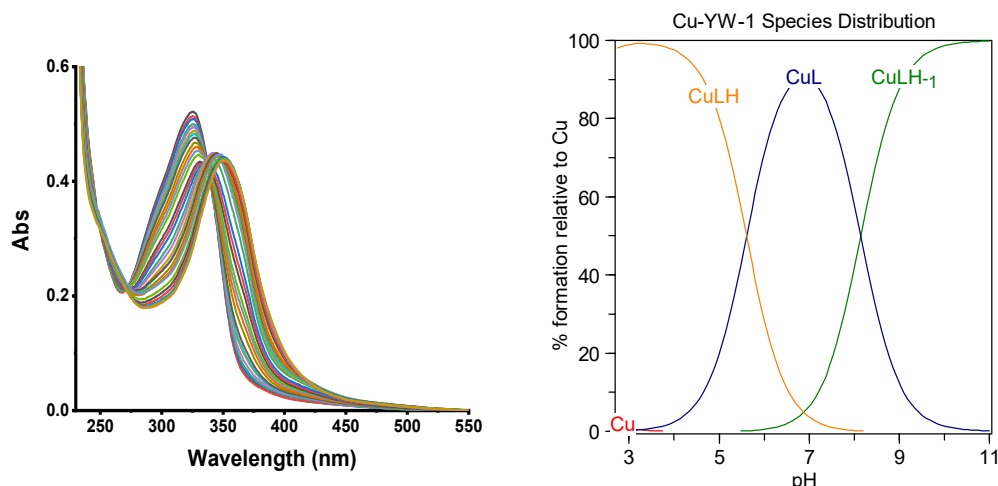 0.6
0.4
0.2
0.0
Abs
250 300 350 400 450 500 550
Wavelength (nm)
Cu-YW-1 Species Distribution
100
80
60
40
20
0
% formation relative to Cu
CuLH
CuL
CuLH-1
Cu
3 5 7 9 11
pH